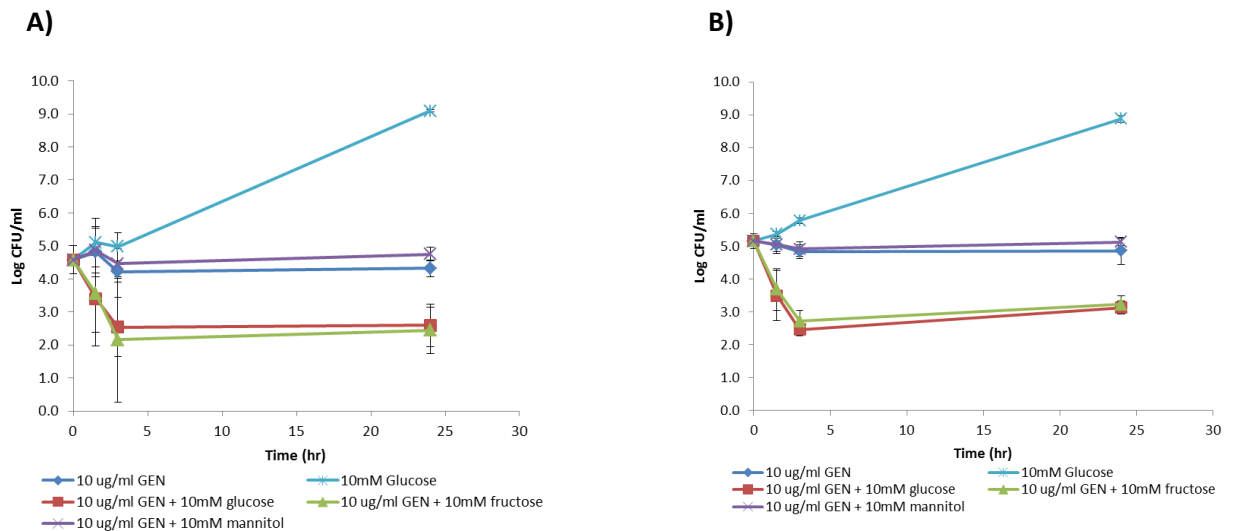 A)
10.0
9.0
8.0
7.0
6.0
5.0
4.0
3.0
2.0
1.0
0.0
Log CFU/ml
0 5 10 15 20 25 30
Time (hr)
10 ug/ml GEN 10mM Glucose
10 ug/ml GEN + 10mM glucose 10 ug/ml GEN + 10mM fructose
10 ug/ml GEN + 10mM mannitol
B)
10.0
9.0
8.0
7.0
6.0
5.0
4.0
3.0
2.0
1.0
0.0
Log CFU/ml
0 5 10 15 20 25 30
Time (hr)
10 ug/ml GEN 10mM Glucose
10 ug/ml GEN + 10mM glucose 10 ug/ml GEN + 10mM fructose
10 ug/ml GEN + 10mM mannitol